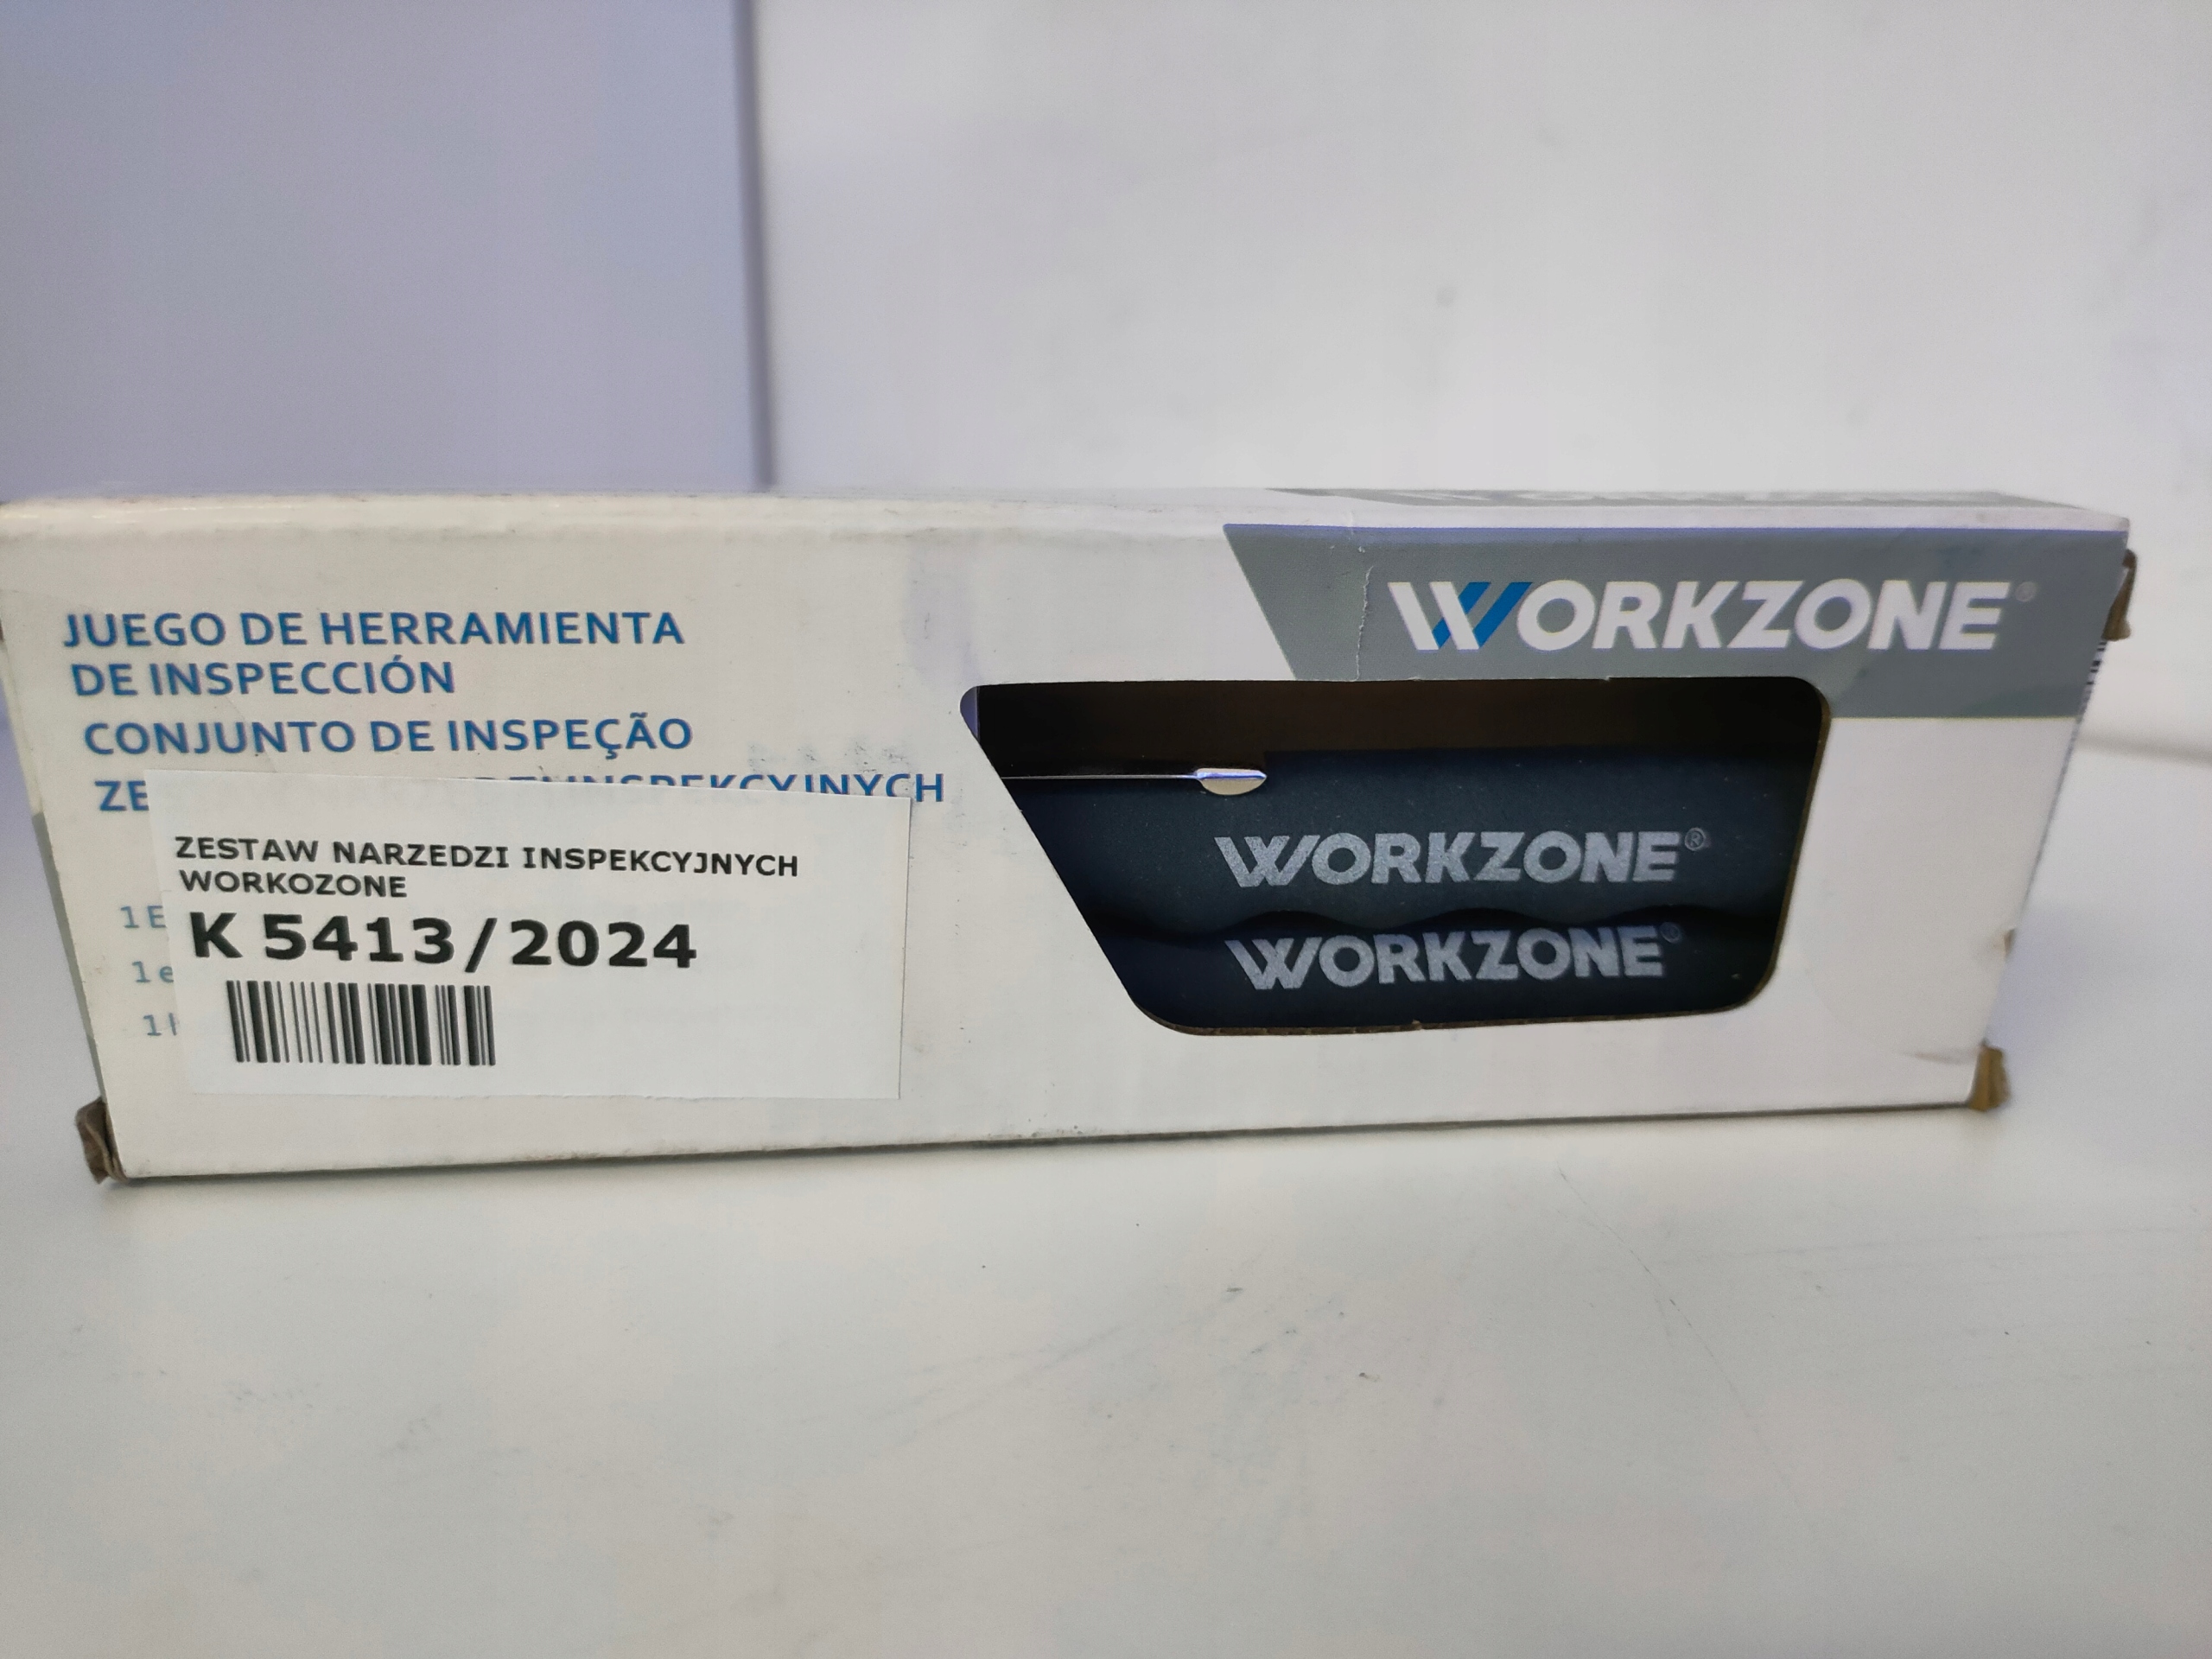 JUEGO DE HERRAMIENTA
DE INSPECCIÓN
CONJUNTO DE INSPEÇÃO
WORKZONE®
ZESTAW NARZEDZI INSPEKCYJNYCH
WORKOZONE
K 5413/2024
WORKZONE®
WORKZONE®